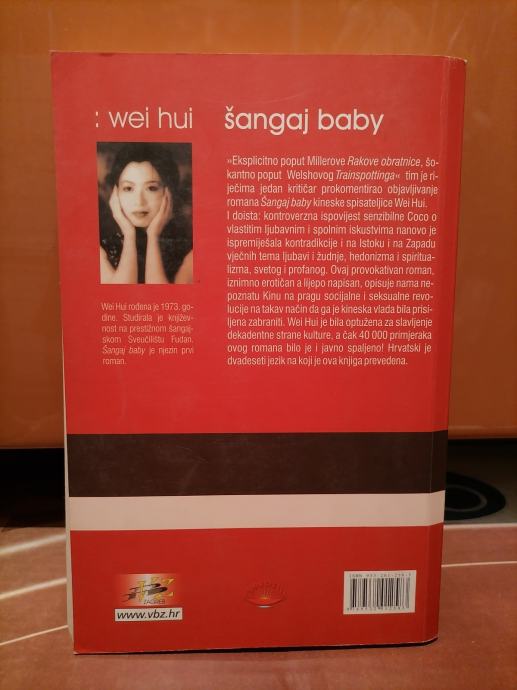 : wei hui šangaj baby
»Eksplicitno poput Millerove Rakove obratnice, šo-
kantno poput Welshovog Trainspottinga« tim je ri-
ječima jedan kritičar prokomentirao objavljivanje
romana Šangaj baby kineske spisateljice Wei Hui.
I doista: kontroverzna ispovijest senzibilne Coco o
vlastitim ljubavnim i spolnim iskustvima nanovo je
ispremiješala kontradikcije i na Istoku i na Zapadu
vječnih tema ljubavi i žudnje, hedonizma i spiritua-
lizma, svetog i profanog. Ovaj provokativan roman,
iznimno erotičan a lijepo napisan, opisuje nama ne-
poznatu Kinu na pragu socijalne i seksualne revo-
lucije na takav način da ga je kineska vlada bila pri-
siljena zabraniti. Wei Hui je bila optužena za slavljenje
dekadentne strane kulture, a čak 40 000 primjeraka
ovog romana bilo je i javno spaljeno! Hrvatski je
dvadeseti jezik na koji je ova knjiga prevedena.
Wei Hui rođena je 1973. go-
dine. Studirala je književ-
nost na prestižnom šangaj-
skom Sveučilištu Fudan.
Šangaj baby je njezin prvi
roman.
VBZ
ZAGREB
www.vbz.hr